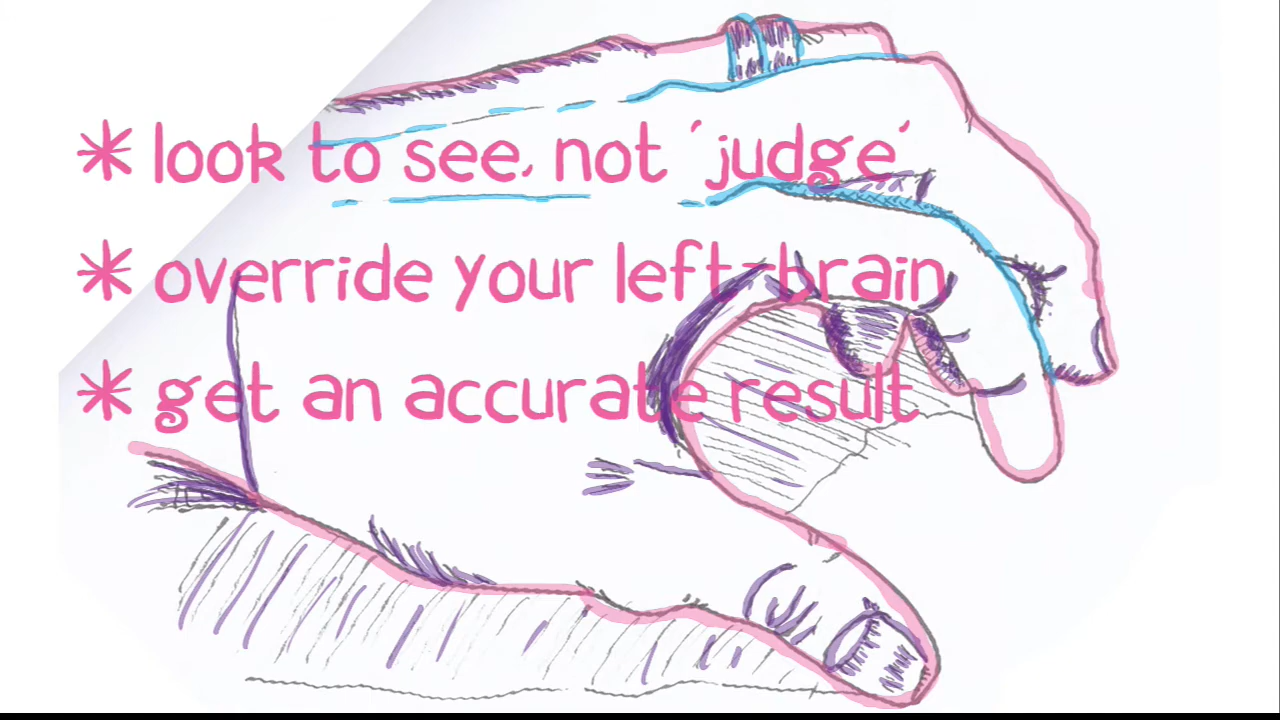 * look to see, not 'judge'
* override your left-brain
* get an accurate result